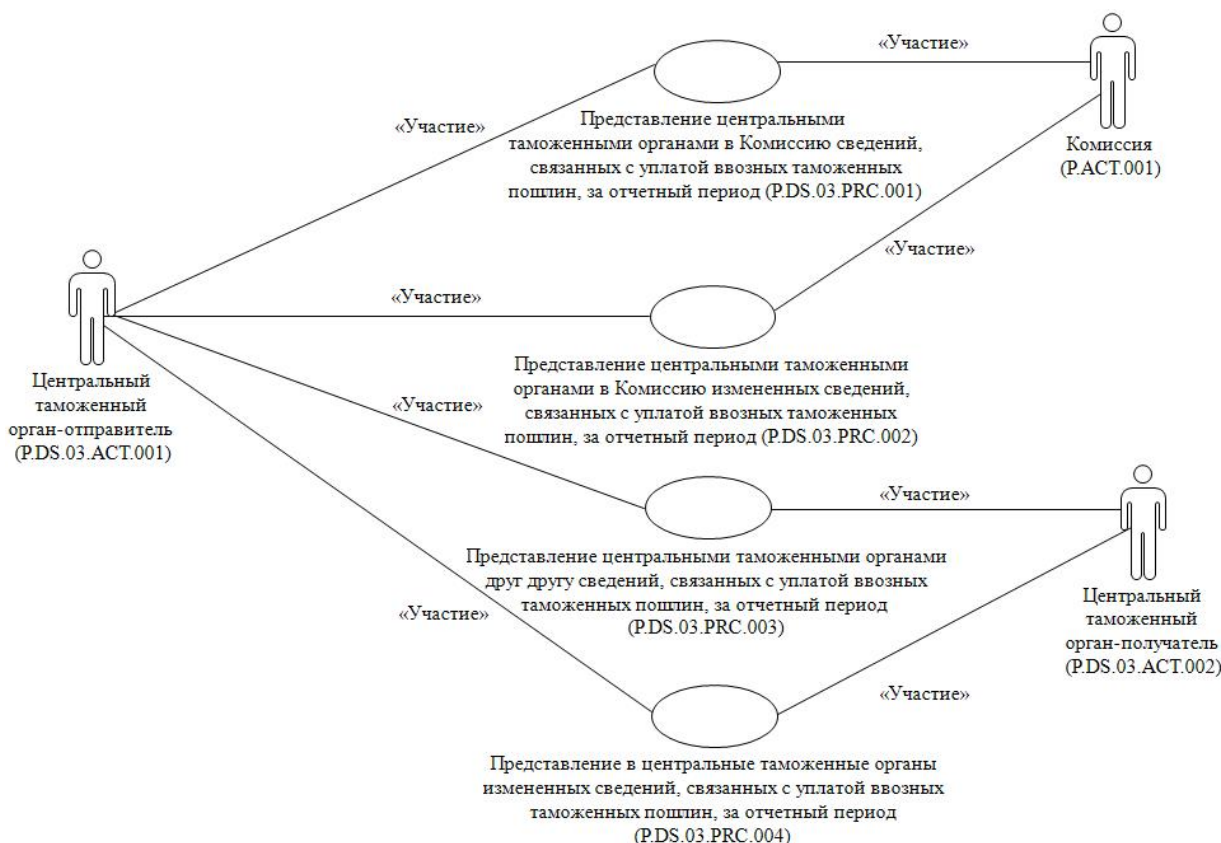 «Участие»
«Участие»
Представление центральными
таможенными органами в Комиссию сведений,
связанных с уплатой ввозных таможенных
пошлин, за отчетный период (P.DS.03.PRC.001)
Комиссия
(P.ACT.001)
«Участие»
«Участие»
Центральный
таможенный
орган-отправитель
(P.DS.03.ACT.001)
Представление центральными таможенными
органами в Комиссию измененных сведений,
связанных с уплатой ввозных таможенных
пошлин, за отчетный период (P.DS.03.PRC.002)
«Участие»
«Участие»
Представление центральными таможенными органами
друг другу сведений, связанных с уплатой ввозных
таможенных пошлин, за отчетный период
(P.DS.03.PRC.003)
«Участие»
Центральный
таможенный
орган-получатель
(P.DS.03.ACT.002)
«Участие»
Представление в центральные таможенные органы
измененных сведений, связанных с уплатой ввозных
таможенных пошлин, за отчетный период
(P.DS.03.PRC.004)